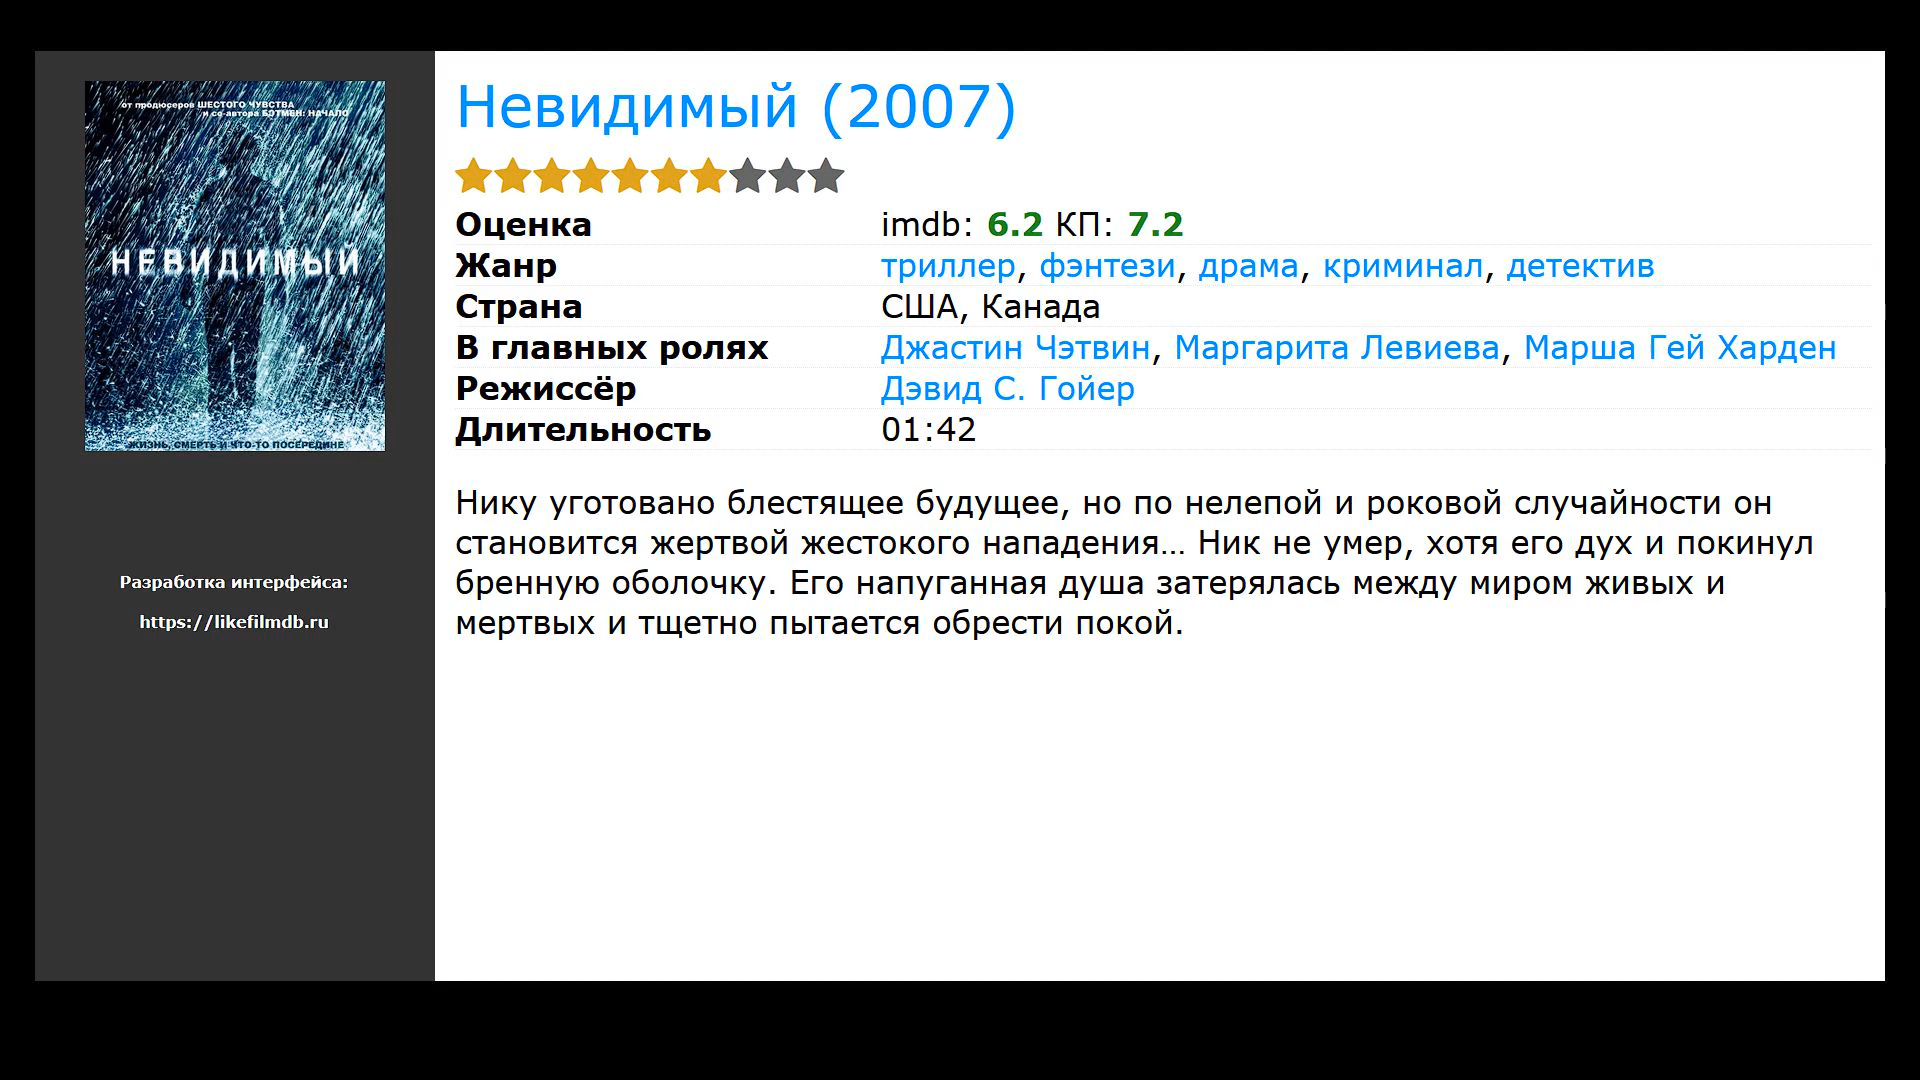 от продюсеров ШЕСТОГО ЧУВСТВА
и со-автора БЭТМЕН: НАЧАЛО
НЕВИДИМЫЙ
ЖИЗНЬ, СМЕРТЬ И ЧТО-ТО ПОСЕРЕДИНЕ
Разработка интерфейса:
https://likefilmdb.ru
Невидимый (2007)
Оценка imdb: 6.2 КП: 7.2
Жанр триллер, фэнтези, драма, криминал, детектив
Страна США, Канада
В главных ролях Джастин Чэтвин, Маргарита Левиева, Марша Гей Харден
Режиссёр Дэвид С. Гойер
Длительность 01:42
Нику уготовано блестящее будущее, но по нелепой и роковой случайности он
становится жертвой жестокого нападения… Ник не умер, хотя его дух и покинул
бренную оболочку. Его напуганная душа затерялась между миром живых и
мертвых и тщетно пытается обрести покой.